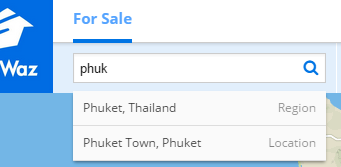 For Sale
Waz
phuk
Phuket, Thailand Region
Phuket Town, Phuket Location